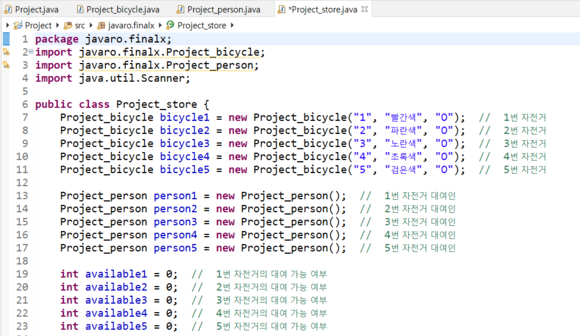 Project.java Project_bicycle.java Project_person.java *Project_store.java
Project src javaro.finalx Project_store
1 package javaro.finalx;
2 import javaro.finalx.Project_bicycle;
3 import javaro.finalx.Project_person;
4 import java.util.Scanner;
5
6 public class Project_store {
7 Project_bicycle bicycle1 = new Project_bicycle("1", "빨간색", "O"); // 1번 자전거
8 Project_bicycle bicycle2 = new Project_bicycle("2", "파란색", "O"); // 2번 자전거
9 Project_bicycle bicycle3 = new Project_bicycle("3", "노란색", "O"); // 3번 자전거
10 Project_bicycle bicycle4 = new Project_bicycle("4", "초록색", "O"); // 4번 자전거
11 Project_bicycle bicycle5 = new Project_bicycle("5", "검은색", "O"); // 5번 자전거
12
13 Project_person person1 = new Project_person(); // 1번 자전거 대여인
14 Project_person person2 = new Project_person(); // 2번 자전거 대여인
15 Project_person person3 = new Project_person(); // 3번 자전거 대여인
16 Project_person person4 = new Project_person(); // 4번 자전거 대여인
17 Project_person person5 = new Project_person(); // 5번 자전거 대여인
18
19 int available1 = 0; // 1번 자전거의 대여 가능 여부
20 int available2 = 0; // 2번 자전거의 대여 가능 여부
21 int available3 = 0; // 3번 자전거의 대여 가능 여부
22 int available4 = 0; // 4번 자전거의 대여 가능 여부
23 int available5 = 0; // 5번 자전거의 대여 가능 여부